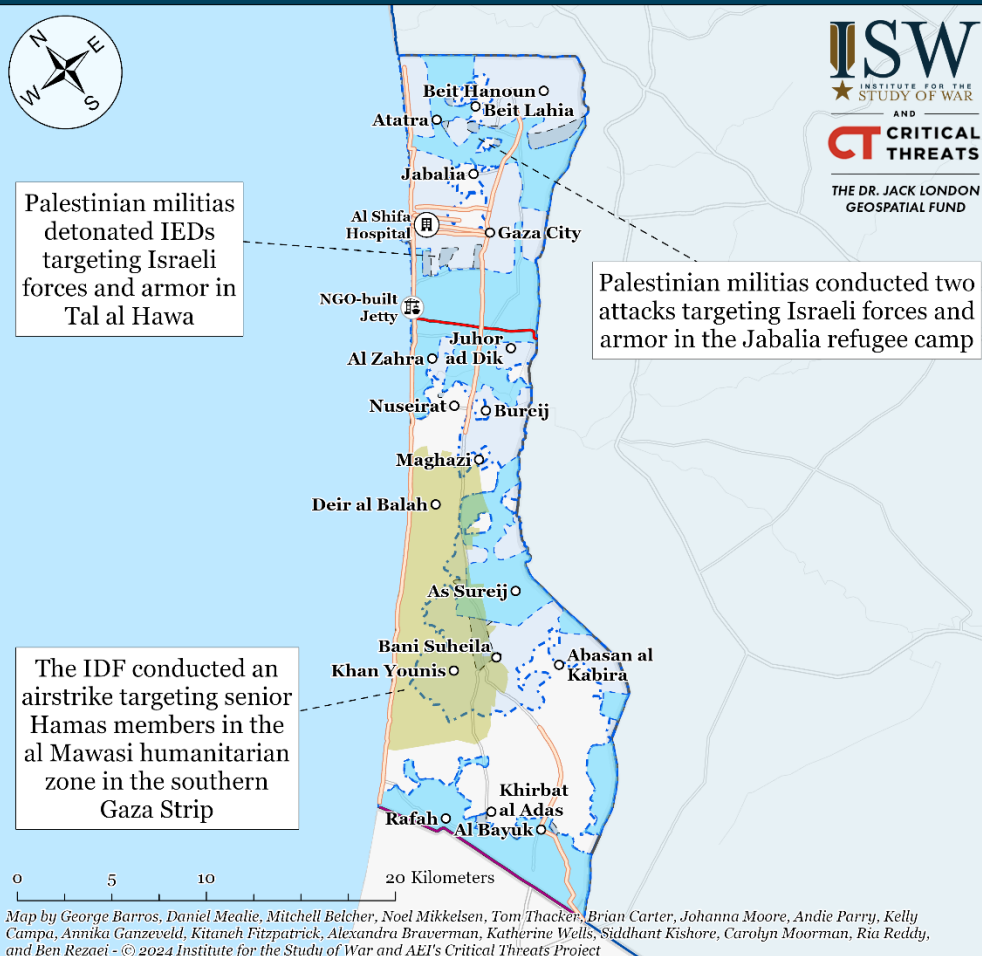 N
E
W
S
ISW
INSTITUTE FOR THE
STUDY OF WAR
AND
CT CRITICAL
THREATS
THE DR. JACK LONDON
GEOSPATIAL FUND
Beit Hanoun
Beit Lahia
Atatra
Jabalia
Al Shifa
Hospital
Gaza City
Palestinian militias
detonated IEDs
targeting Israeli
forces and armor in
Tal al Hawa
Palestinian militias conducted two
attacks targeting Israeli forces and
armor in the Jabalia refugee camp
NGO-built
Jetty
Juhor
ad Dik
Al Zahra
Nuseirat
Bureij
Maghazi
Deir al Balah
As Sureij
Bani Suheila
Khan Younis
Abasan al
Kabira
The IDF conducted an
airstrike targeting senior
Hamas members in the
al Mawasi humanitarian
zone in the southern
Gaza Strip
Khirbat
al Adas
Rafah
Al Bayuk
0 5 10 20 Kilometers
Map by George Barros, Daniel Mealie, Mitchell Belcher, Noel Mikkelsen, Tom Thacker, Brian Carter, Johanna Moore, Andie Parry, Kelly
Campa, Annika Ganzeveld, Kitaneh Fitzpatrick, Alexandra Braverman, Katherine Wells, Siddhant Kishore, Carolyn Moorman, Ria Reddy,
and Ben Rezaei - © 2024 Institute for the Study of War and AEI's Critical Threats Project